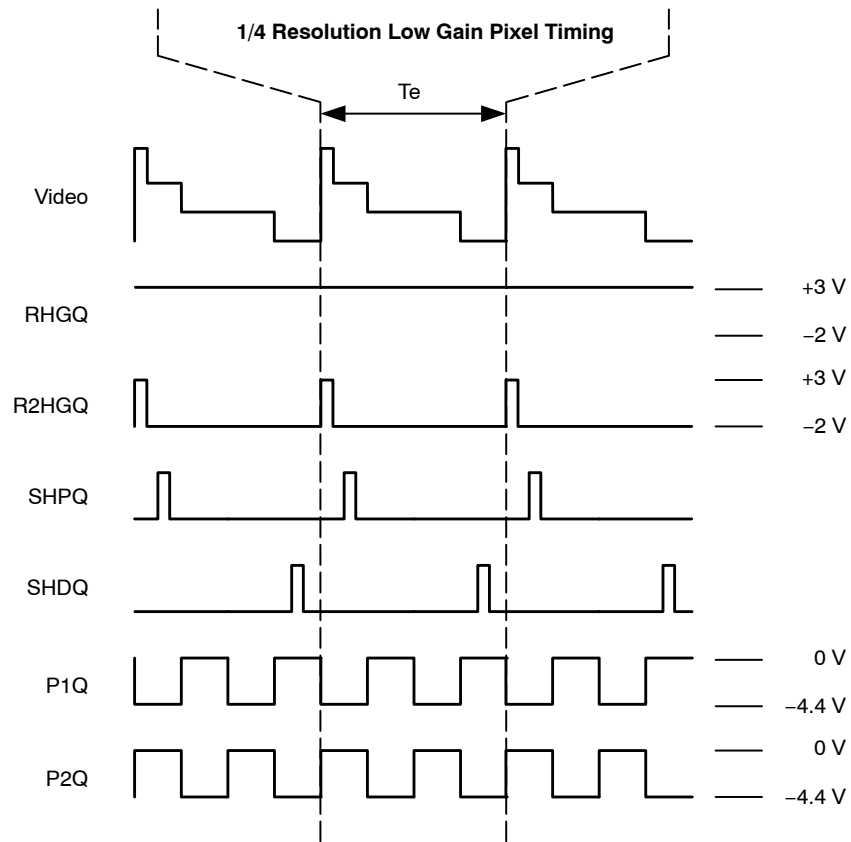 1/4 Resolution Low Gain Pixel Timing
Te
Video
RHGQ
+3 V
−2 V
R2HGQ
+3 V
−2 V
SHPQ
SHDQ
P1Q
0 V
−4.4 V
P2Q
0 V
−4.4 V